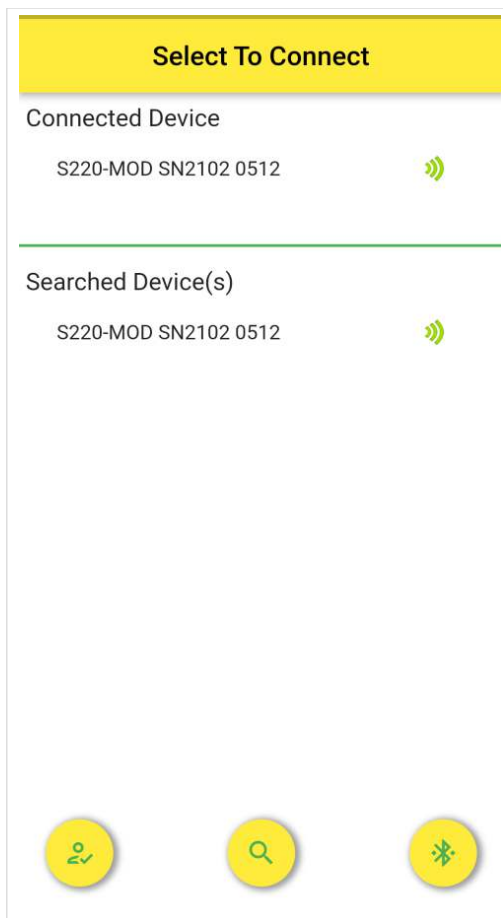 Select To Connect
Connected Device
S220-MOD SN2102 0512
Searched Device(s)
S220-MOD SN2102 0512